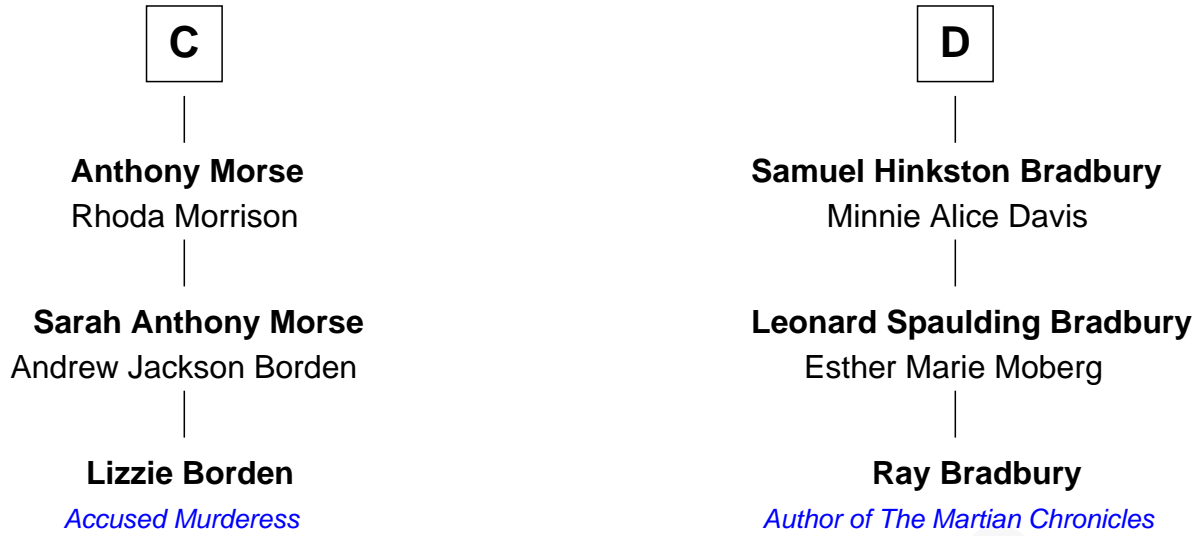 C
Anthony Morse
Rhoda Morrison
Sarah Anthony Morse
Andrew Jackson Borden
Lizzie Borden
Accused Murderess
D
Samuel Hinkston Bradbury
Minnie Alice Davis
Leonard Spaulding Bradbury
Esther Marie Moberg
Ray Bradbury
Author of The Martian Chronicles